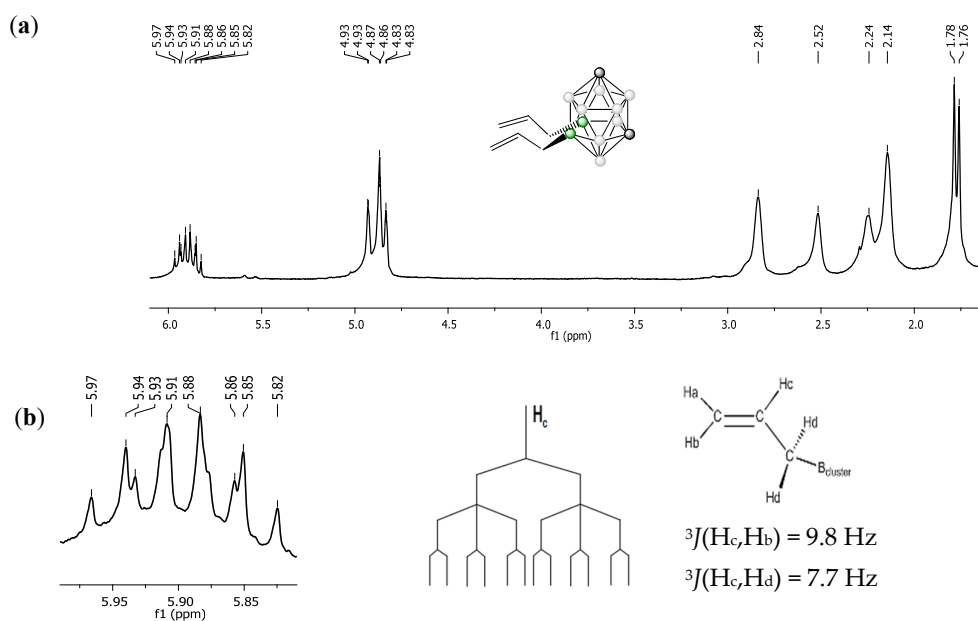 (a)
5.97
5.94
5.93
5.91
5.88
5.86
5.85
5.82
4.93
4.93
4.87
4.86
4.83
4.83
2.84
2.52
2.24
2.14
1.78
1.76
6.0 5.5 5.0 4.5 4.0 3.5 3.0 2.5 2.0
f1 (ppm)
(b)
5.97
5.94
5.93
5.91
5.88
5.86
5.85
5.82
5.95 5.90 5.85
f1 (ppm)
Hc
Ha Hc
C C Hd
Hb
C
Bcluster
Hd
³J(Hc,Hb) = 9.8 Hz
³J(Hc,Hd) = 7.7 Hz